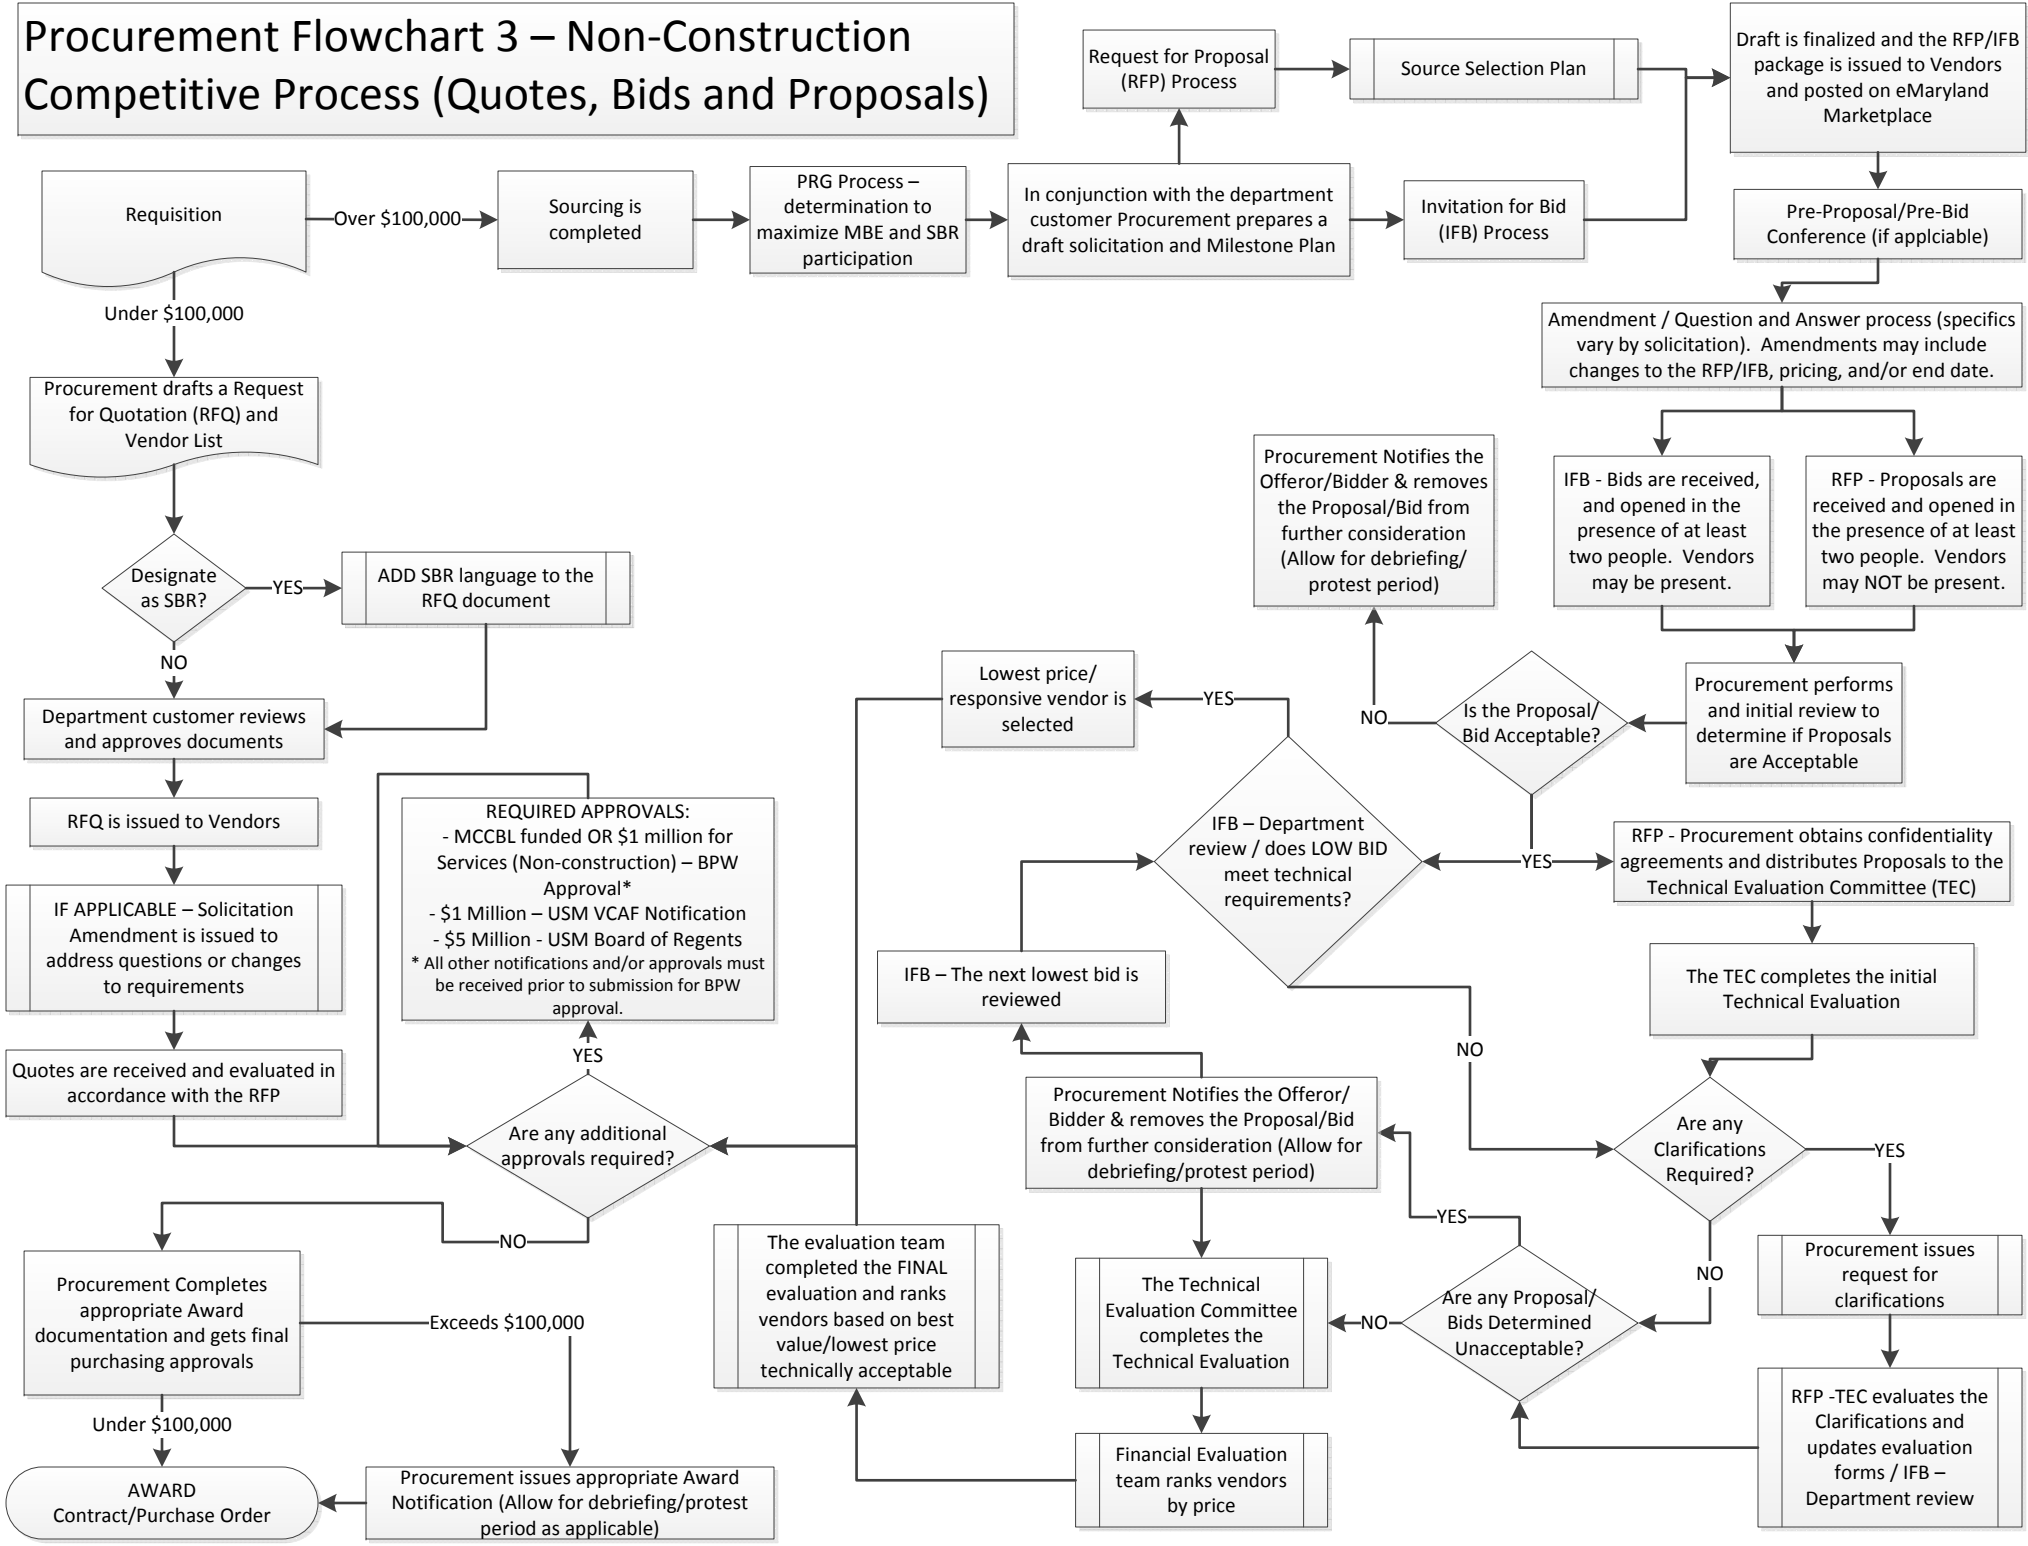 Procurement Flowchart 3 – Non-Construction
Competitive Process (Quotes, Bids and Proposals)
Request for Proposal
(RFP) Process
Source Selection Plan
Draft is finalized and the RFP/IFB
package is issued to Vendors
and posted on eMaryland
Marketplace
Requisition
Over $100,000
Sourcing is
completed
PRG Process –
determination to
maximize MBE and SBR
participation
In conjunction with the department
customer Procurement prepares a
draft solicitation and Milestone Plan
Invitation for Bid
(IFB) Process
Pre-Proposal/Pre-Bid
Conference (if applciable)
Under $100,000
Amendment / Question and Answer process (specifics
vary by solicitation).  Amendments may include
changes to the RFP/IFB, pricing, and/or end date.
Procurement drafts a Request
for Quotation (RFQ) and
Vendor List
Procurement Notifies the
Offeror/Bidder & removes
the Proposal/Bid from
further consideration
(Allow for debriefing/
protest period)
IFB - Bids are received,
and opened in the
presence of at least
two people.  Vendors
may be present.
RFP - Proposals are
received and opened in
the presence of at least
two people.  Vendors
may NOT be present.
Designate
as SBR?
YES
ADD SBR language to the
RFQ document
NO
Department customer reviews
and approves documents
Lowest price/
responsive vendor is
selected
YES
NO
Is the Proposal/
Bid Acceptable?
Procurement performs
and initial review to
determine if Proposals
are Acceptable
RFQ is issued to Vendors
REQUIRED APPROVALS:
- MCCBL funded OR $1 million for
Services (Non-construction) – BPW
Approval*
- $1 Million – USM VCAF Notification
- $5 Million - USM Board of Regents
* All other notifications and/or approvals must
be received prior to submission for BPW
approval.
IFB – Department
review / does LOW BID
meet technical
requirements?
YES
RFP - Procurement obtains confidentiality
agreements and distributes Proposals to the
Technical Evaluation Committee (TEC)
IF APPLICABLE – Solicitation
Amendment is issued to
address questions or changes
to requirements
IFB – The next lowest bid is
reviewed
The TEC completes the initial
Technical Evaluation
YES
NO
Quotes are received and evaluated in
accordance with the RFP
Are any additional
approvals required?
Procurement Notifies the Offeror/
Bidder & removes the Proposal/Bid
from further consideration (Allow for
debriefing/protest period)
Are any
Clarifications
Required?
YES
NO
YES
NO
Procurement issues
request for
clarifications
Procurement Completes
appropriate Award
documentation and gets final
purchasing approvals
Exceeds $100,000
The evaluation team
completed the FINAL
evaluation and ranks
vendors based on best
value/lowest price
technically acceptable
The Technical
Evaluation Committee
completes the
Technical Evaluation
NO
Are any Proposal/
Bids Determined
Unacceptable?
Under $100,000
RFP -TEC evaluates the
Clarifications and
updates evaluation
forms / IFB –
Department review
AWARD
Contract/Purchase Order
Procurement issues appropriate Award
Notification (Allow for debriefing/protest
period as applicable)
Financial Evaluation
team ranks vendors
by price